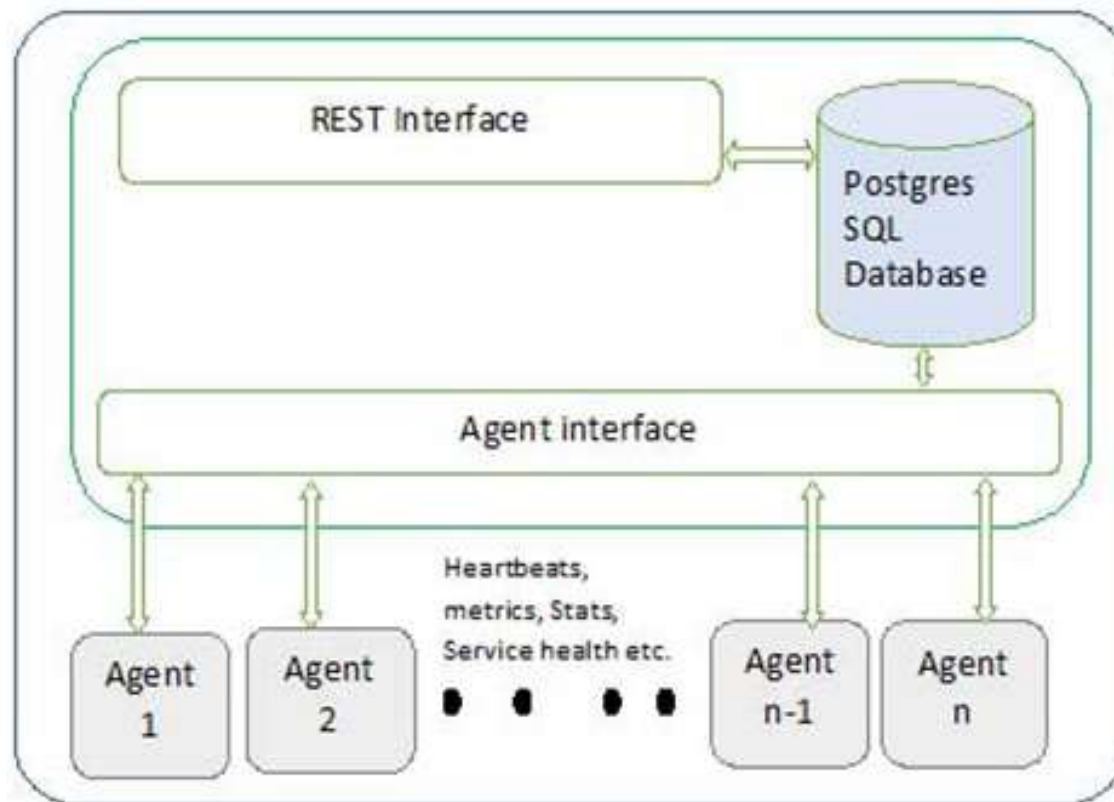 REST Interface
Postgres
SQL
Database
Agent interface
Heartbeats,
metrics, Stats,
Service health etc.
Agent
1
Agent
2
Agent
n-1
Agent
n